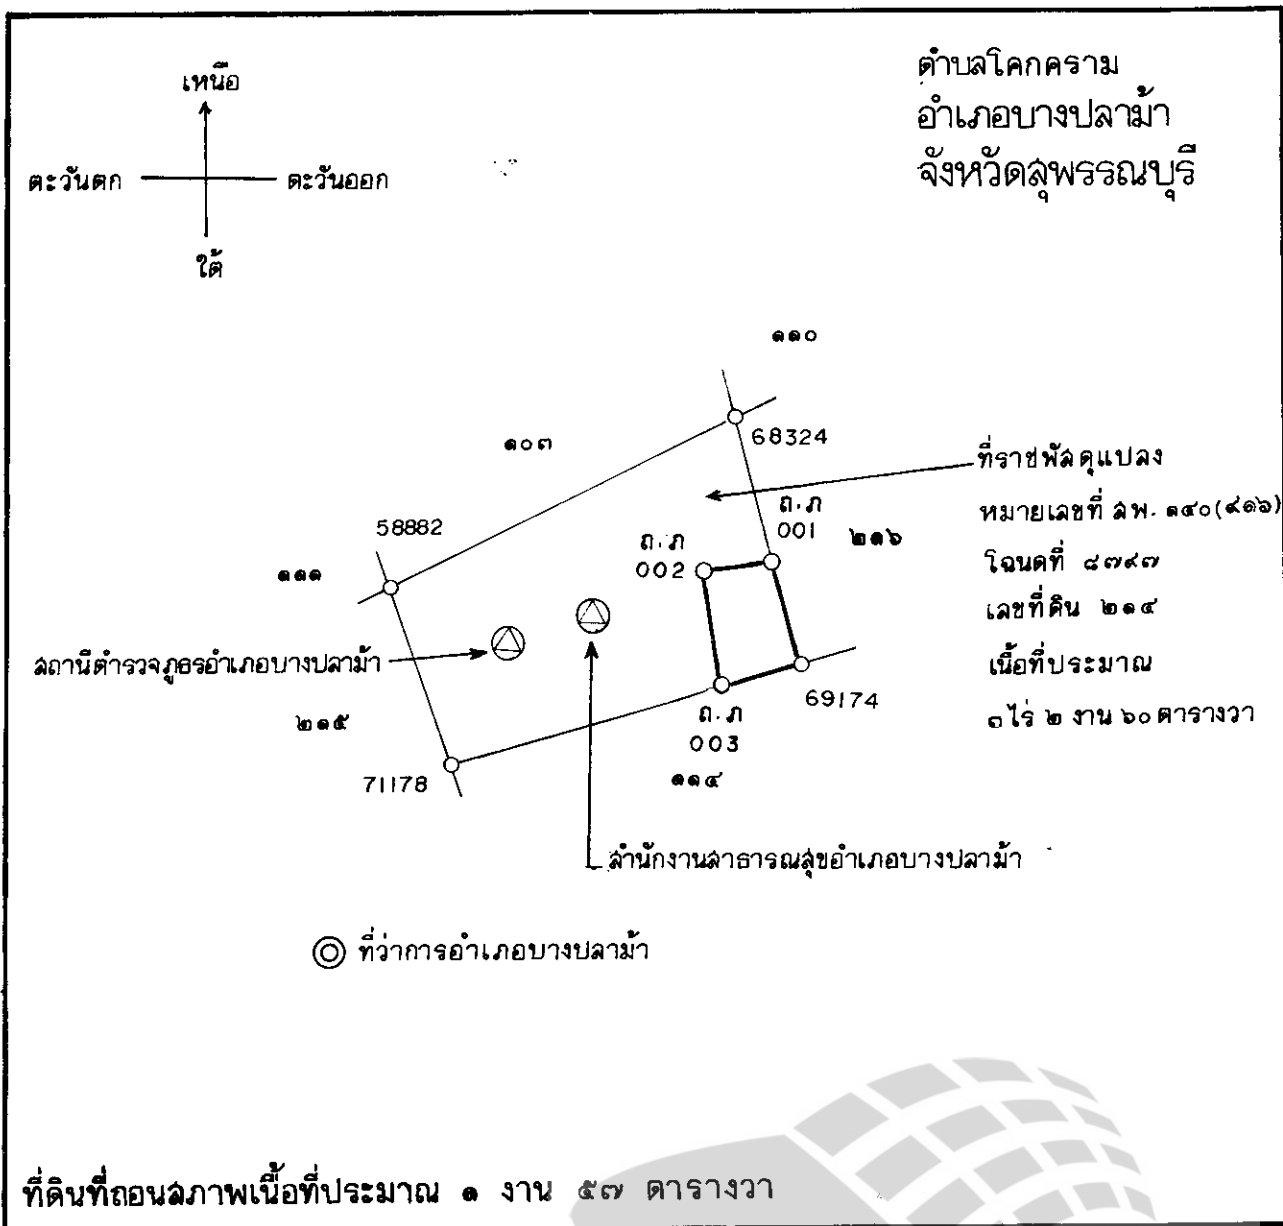 ตำบลโคกคราม
อำเภอบางปลาม้า
จังหวัดสุพรรณบุรี
เหนือ
ตะวันตก
ตะวันออก
ใต้
๑๑๐
๑๐๓
68324
ที่ราชพัสดุแปลง
หมายเลขที่ สพ. ๑๔๐(๙๑๖)
โฉนดที่ ๘๗๙๗
เลขที่ดิน ๒๑๔
เนื้อที่ประมาณ
๓ ไร่ ๒ งาน ๖๐ ตารางวา
58882
ถ.ภ
001
๒๑๖
ถ.ภ
002
๑๑๑
สถานีตำรวจภูธรอำเภอบางปลาม้า
69174
๒๑๕
ถ.ภ
003
71178
๑๑๔
สำนักงานสาธารณสุขอำเภอบางปลาม้า
ที่ว่าการอำเภอบางปลาม้า
ที่ดินที่ถอนสภาพเนื้อที่ประมาณ ๑ งาน ๕๗ ตารางวา